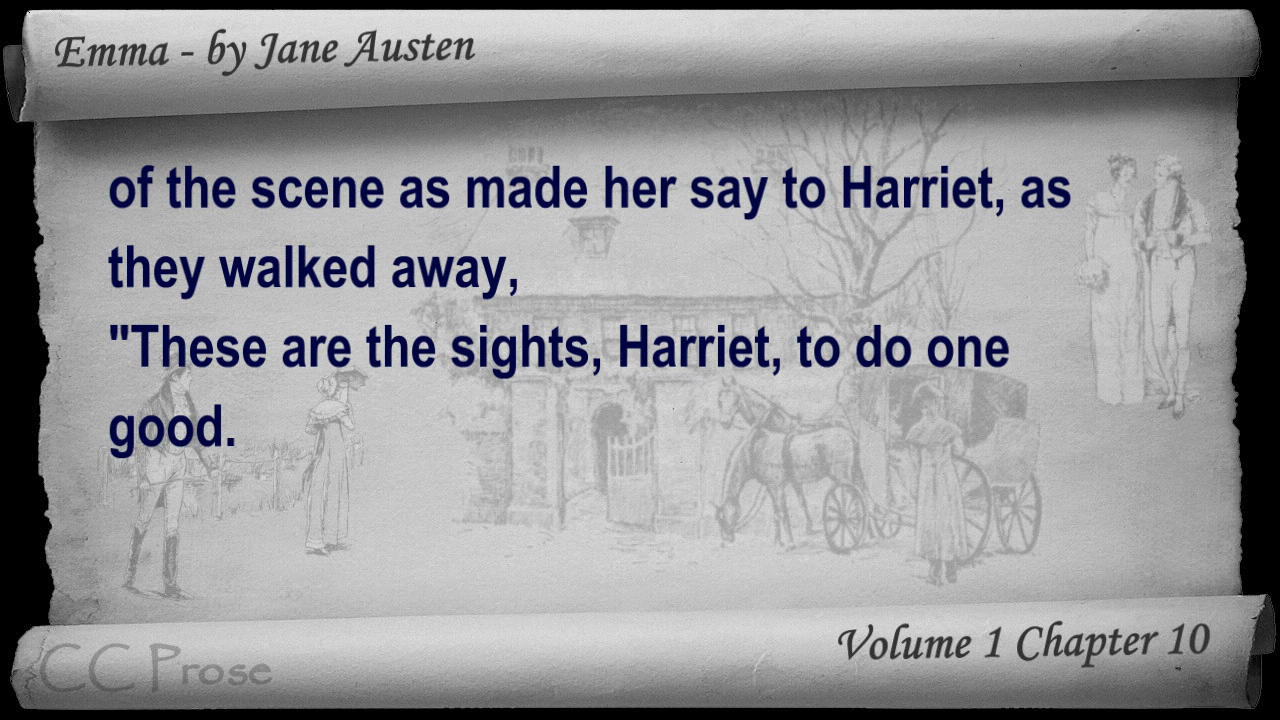 Emma - by Jane Austen
of the scene as made her say to Harriet, as
they walked away,
"These are the sights, Harriet, to do one
good.
Volume 1 Chapter 10
CC Prose